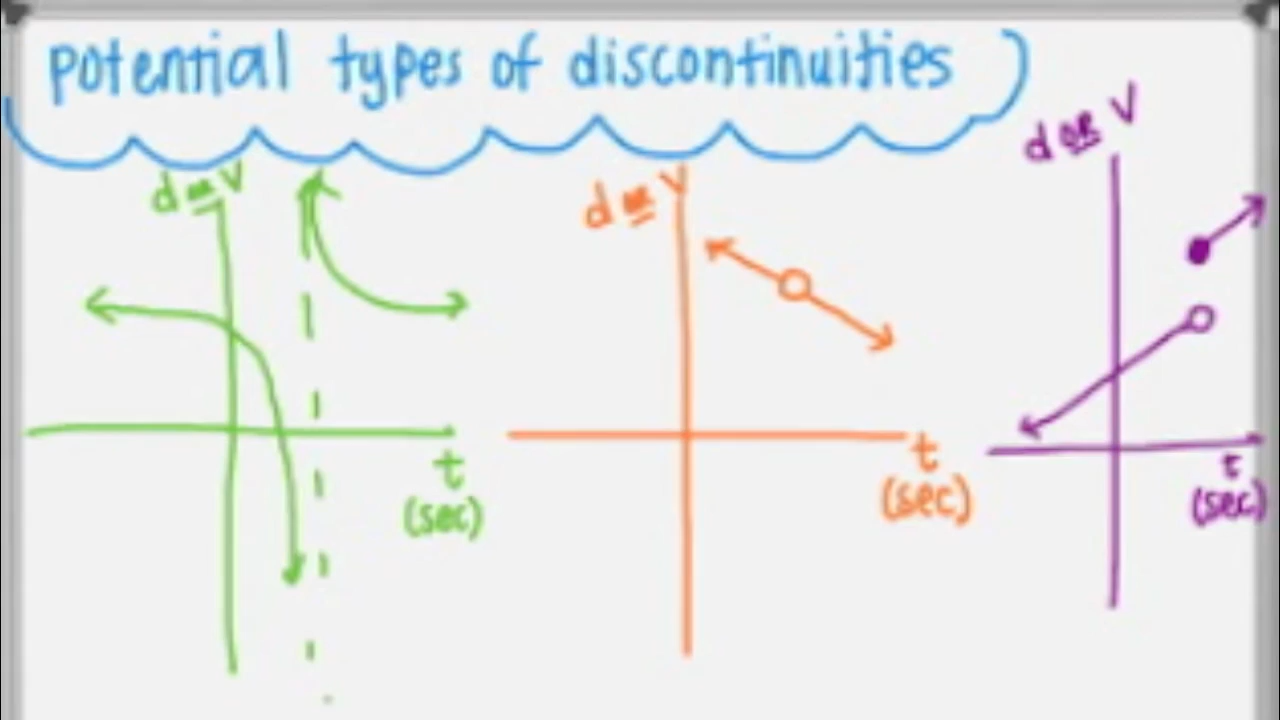 potential types of discontinuities
d or V
t
(sec)
d or V
t
(sec)
d OR V
t
(sec)